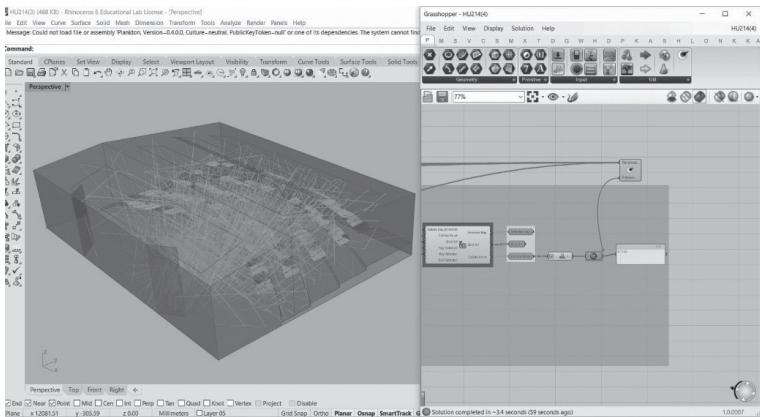 HU214(3) (488 KB) - Rhinoceros 6 Educational Lab License - [Perspective]
File Edit View Curve Surface Solid Mesh Dimension Transform Tools Analyze Render Panels Help
Message: Could not load file or assembly 'Plankton, Version=0.4.0.0, Culture=neutral, PublicKeyToken=null' or one of its dependencies. The system cannot find
Command:
Standard CPlanes Set View Display Select Viewport Layout Visibility Transform Curve Tools Surface Tools Solid Tools
Perspective
z
y
x
Perspective Top Front Right
End Near Point Mid Cen Int Perp Tan Quad Knot Vertex Project Disable
Plane x 12081.51 y -305.59 z 0.00 Millimeters Layer 05 Grid Snap Ortho Planar Osnap SmartTrack G
Grasshopper - HU214(4)
File Edit View Display Solution Help HU214(4)
P M S V C S M I T D W H D P L O N U N H K K A
Geometry Primitive Input Util
77%
Solution completed in ~3.4 seconds (59 seconds ago) 1.0.0007